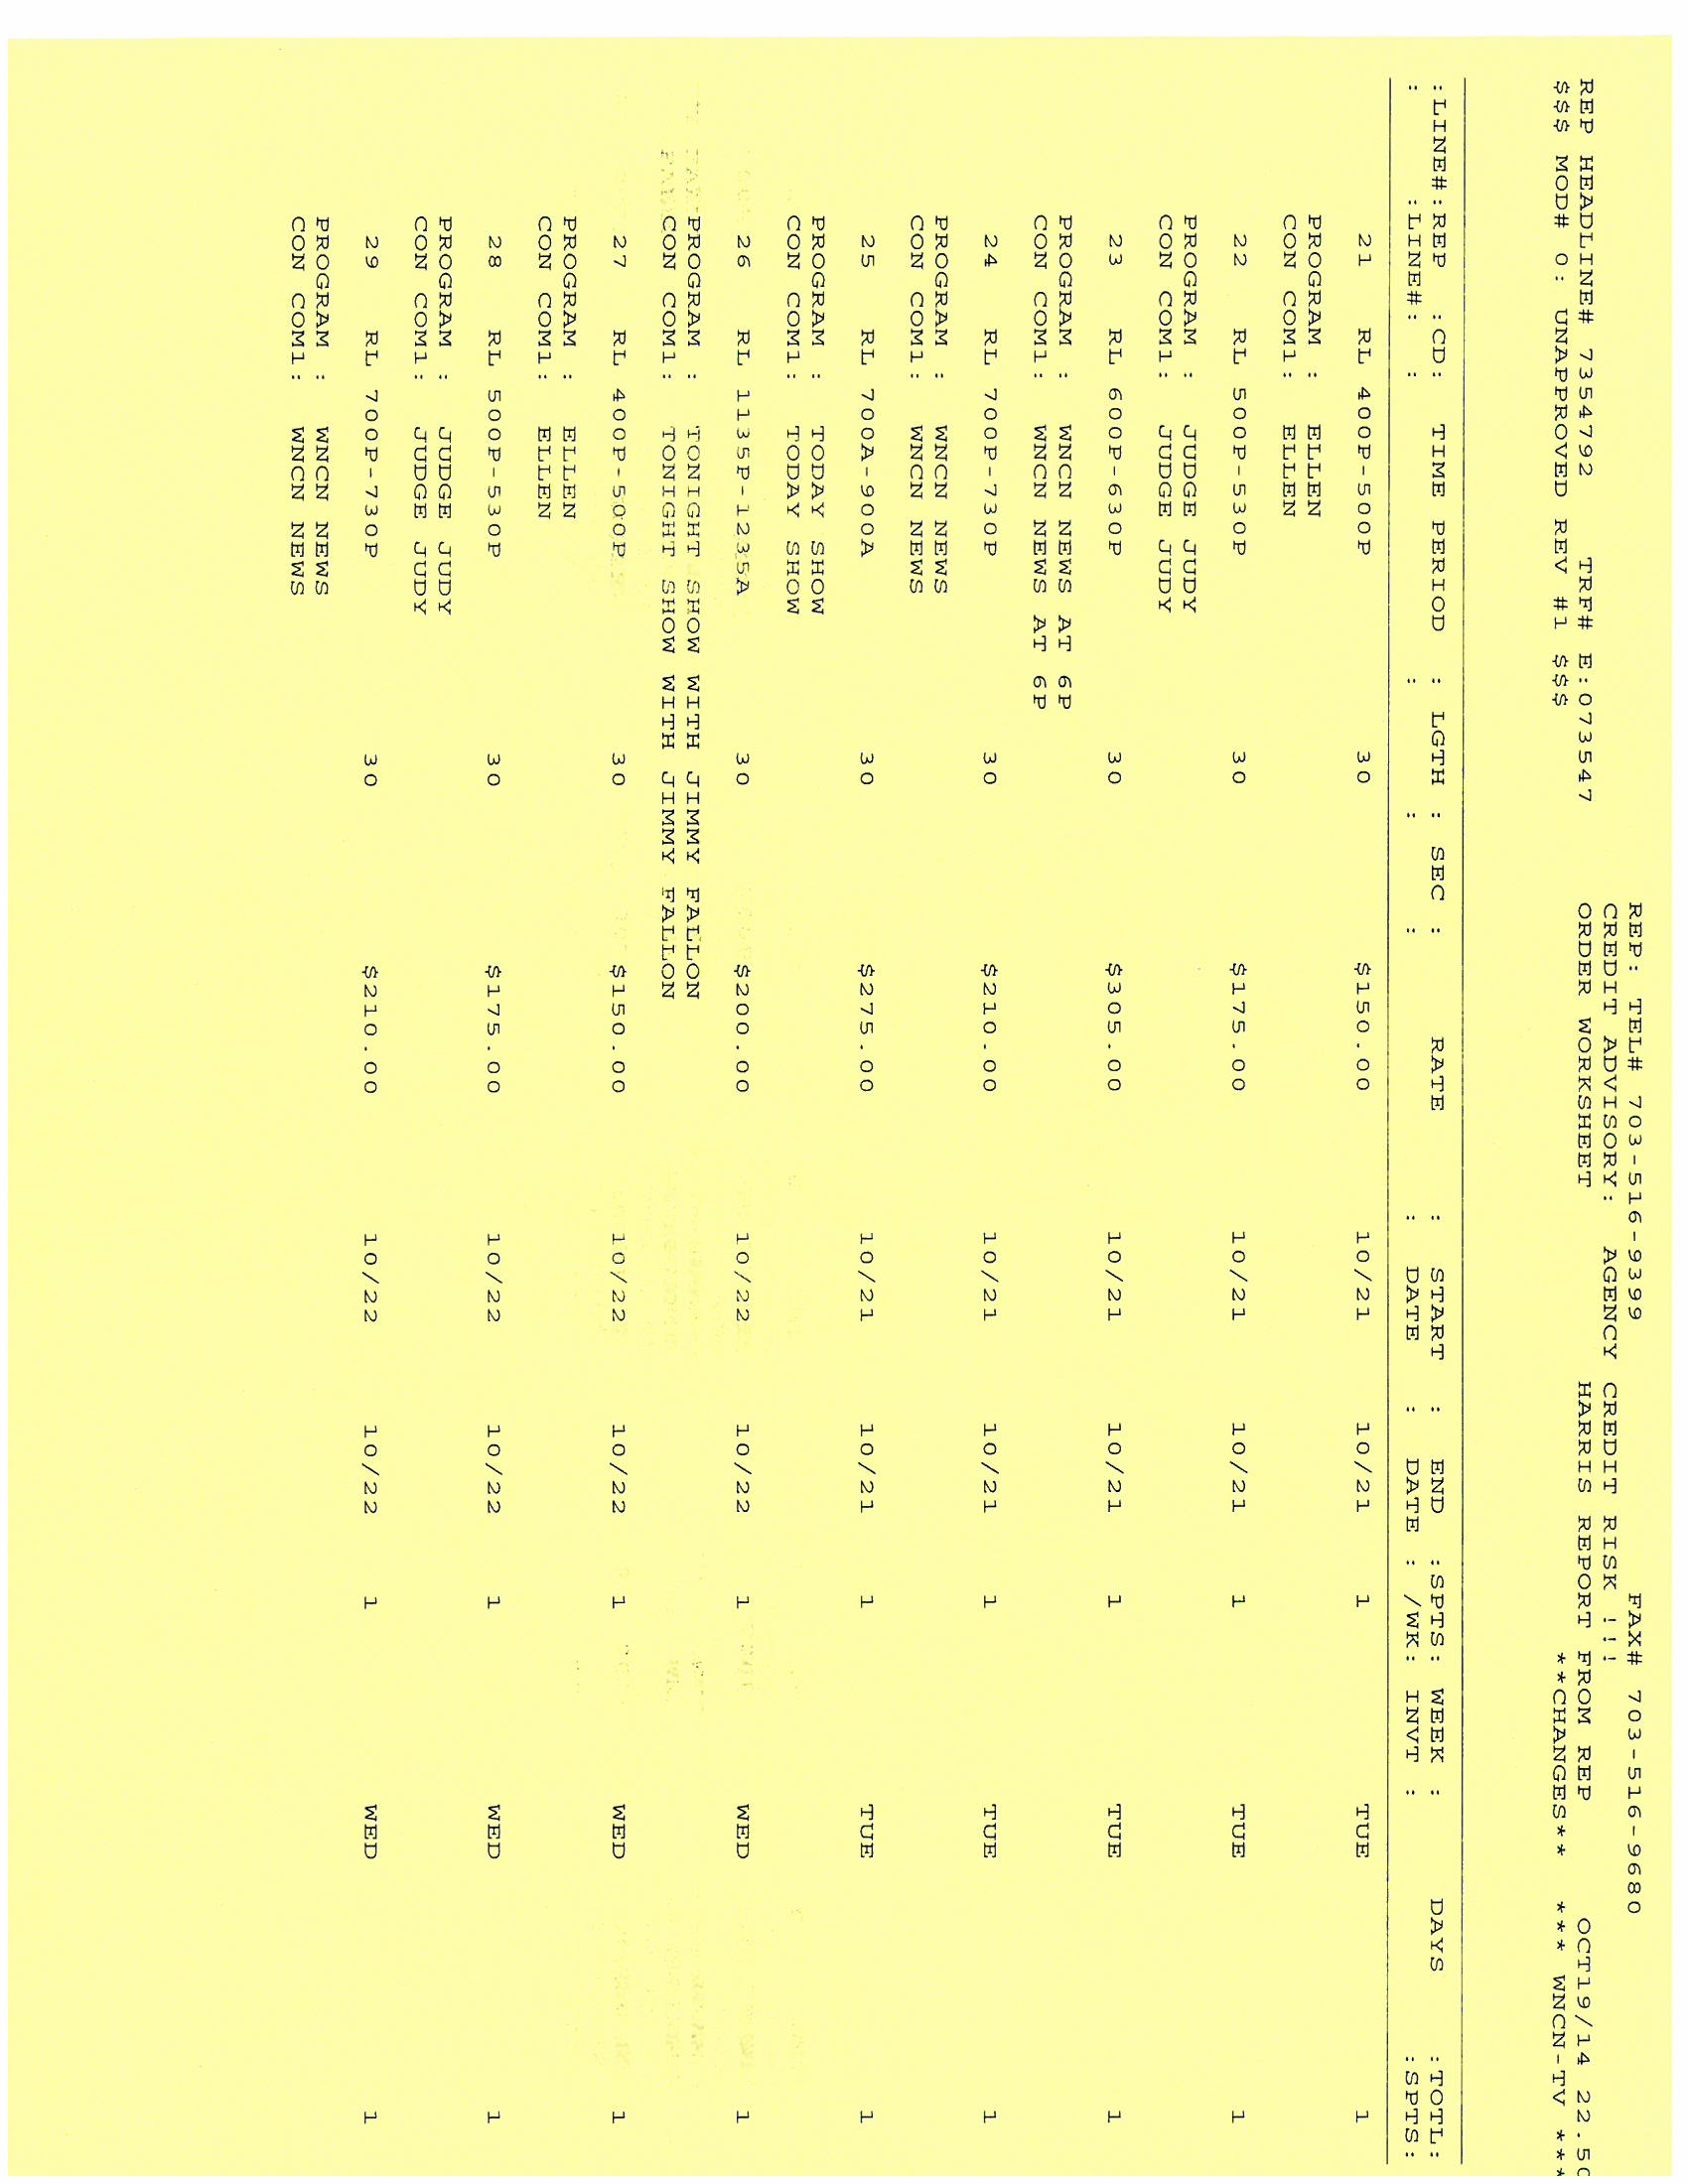 REP: TEL# 703-516-9399 FAX# 703-516-9680
CREDIT ADVISORY: AGENCY CREDIT RISK !!!
REP HEADLINE# 7354792 TRF# E:073547 ORDER WORKSHEET HARRIS REPORT FROM REP OCT19/14 22.50
$$$ MOD# 0: UNAPPROVED REV #1 $$$ **CHANGES** *** WNCN-TV ***
:LINE#:REP :CD: TIME PERIOD : LGTH : SEC : RATE : START : END :SPTS: WEEK : DAYS :TOTL:
: :LINE#: : : : : : DATE : DATE : /WK: INVT : :SPTS:
21 RL 400P-500P 30 $150.00 10/21 10/21 1 TUE 1
PROGRAM : ELLEN
CON COM1: ELLEN
22 RL 500P-530P 30 $175.00 10/21 10/21 1 TUE 1
PROGRAM : JUDGE JUDY
CON COM1: JUDGE JUDY
23 RL 600P-630P 30 $305.00 10/21 10/21 1 TUE 1
PROGRAM : WNCN NEWS AT 6P
CON COM1: WNCN NEWS AT 6P
24 RL 700P-730P 30 $210.00 10/21 10/21 1 TUE 1
PROGRAM : WNCN NEWS
CON COM1: WNCN NEWS
25 RL 700A-900A 30 $275.00 10/21 10/21 1 TUE 1
PROGRAM : TODAY SHOW
CON COM1: TODAY SHOW
26 RL 1135P-1235A 30 $200.00 10/22 10/22 1 WED 1
PROGRAM : TONIGHT SHOW WITH JIMMY FALLON
CON COM1: TONIGHT SHOW WITH JIMMY FALLON
27 RL 400P-500P 30 $150.00 10/22 10/22 1 WED 1
PROGRAM : ELLEN
CON COM1: ELLEN
28 RL 500P-530P 30 $175.00 10/22 10/22 1 WED 1
PROGRAM : JUDGE JUDY
CON COM1: JUDGE JUDY
29 RL 700P-730P 30 $210.00 10/22 10/22 1 WED 1
PROGRAM : WNCN NEWS
CON COM1: WNCN NEWS